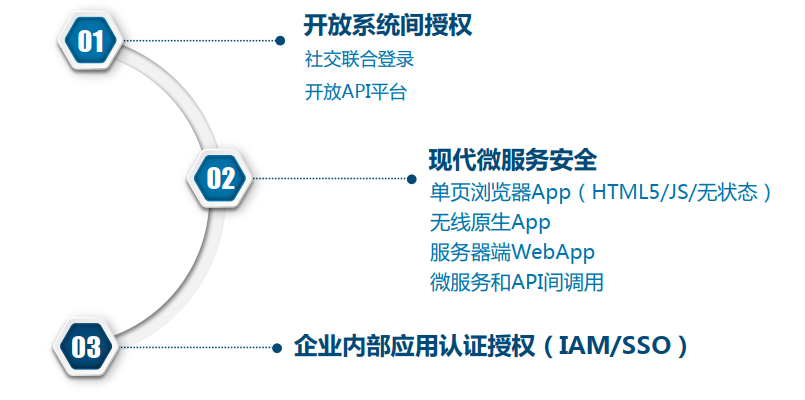 01
开放系统间授权
社交联合登录
开放API平台
02
现代微服务安全
单页浏览器App（HTML5/JS/无状态）
无线原生App
服务器端WebApp
微服务和API间调用
03
企业内部应用认证授权（IAM/SSO）